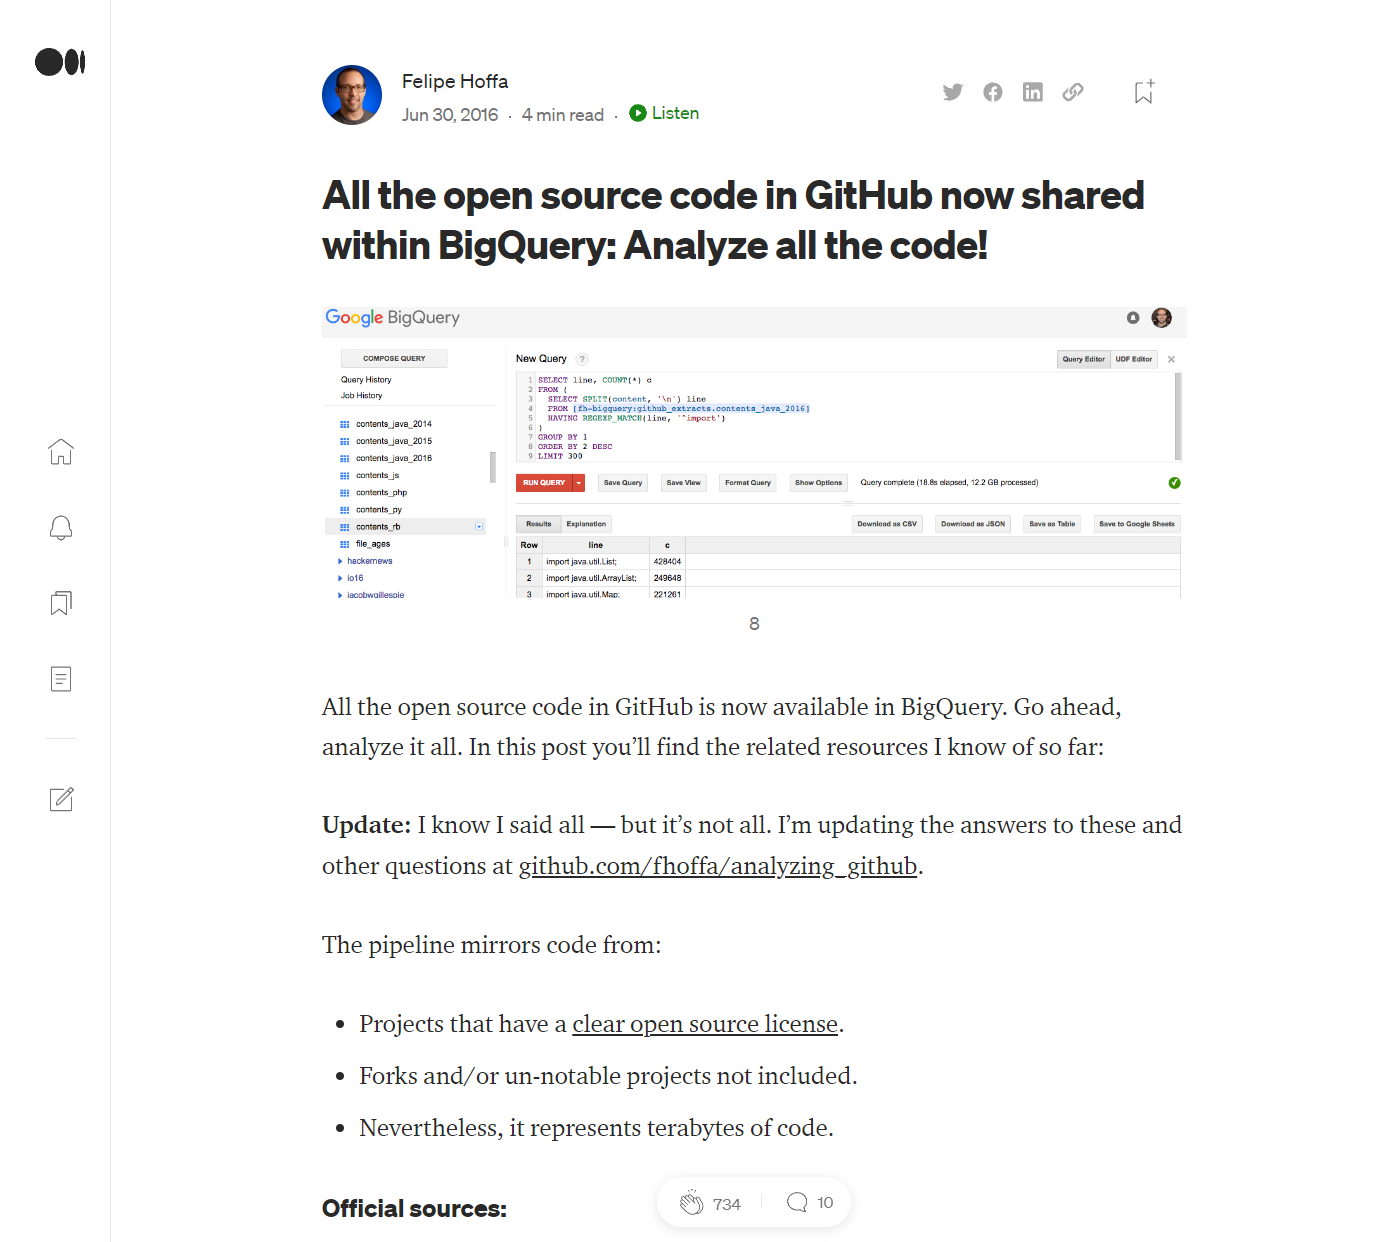 Felipe Hoffa
Jun 30, 2016 · 4 min read · Listen
All the open source code in GitHub now shared
within BigQuery: Analyze all the code!
Google BigQuery
COMPOSE QUERY
Query History
Job History
contents_java_2014
contents_java_2015
contents_java_2016
contents_js
contents_php
contents_py
contents_rb
file_ages
hackernews
io16
jacobwgillespie
New Query ?
Query Editor UDF Editor
1 SELECT line, COUNT(*) c
2 FROM (
3 SELECT SPLIT(content, '\n') line
4 FROM [fh-bigquery:github_extracts.contents_java_2016]
5 HAVING REGEXP_MATCH(line, '^import')
6 )
7 GROUP BY 1
8 ORDER BY 2 DESC
9 LIMIT 300
RUN QUERY Save Query Save View Format Query Show Options Query complete (18.8s elapsed, 12.2 GB processed)
Results Explanation Download as CSV Download as JSON Save as Table Save to Google Sheets
Row line c
1 import java.util.List; 428404
2 import java.util.ArrayList; 249648
3 import java.util.Map; 221261
8
All the open source code in GitHub is now available in BigQuery. Go ahead,
analyze it all. In this post you’ll find the related resources I know of so far:
Update: I know I said all — but it’s not all. I’m updating the answers to these and
other questions at github.com/fhoffa/analyzing_github.
The pipeline mirrors code from:
• Projects that have a clear open source license.
• Forks and/or un-notable projects not included.
• Nevertheless, it represents terabytes of code.
Official sources:
734 10